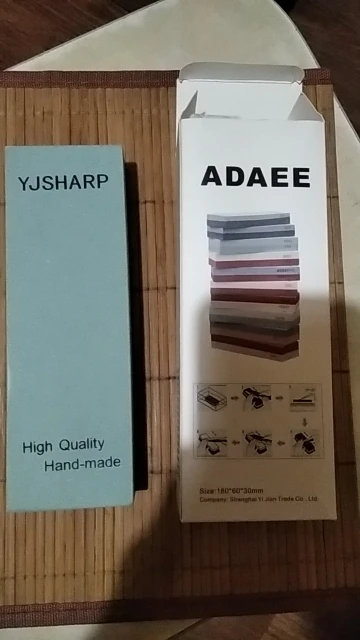 YJSHARP
High Quality
Hand-made
ADAEE
Size:180*60*30mm
Company: Shanghai Yi Jian Trade Co . Ltd